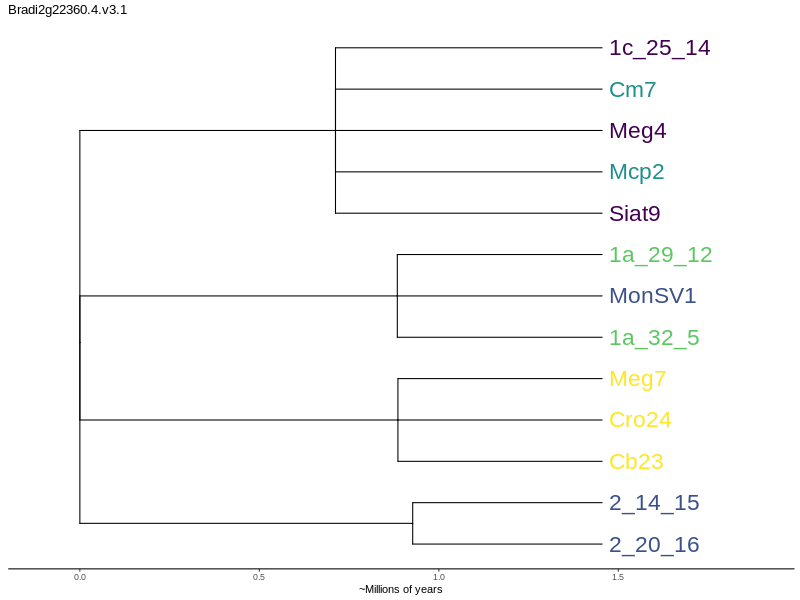 Bradi2g22360.4.v3.1
1c_25_14
Cm7
Meg4
Mcp2
Siat9
1a_29_12
MonSV1
1a_32_5
Meg7
Cro24
Cb23
2_14_15
2_20_16
0.0 0.5 1.0 1.5
~Millions of years